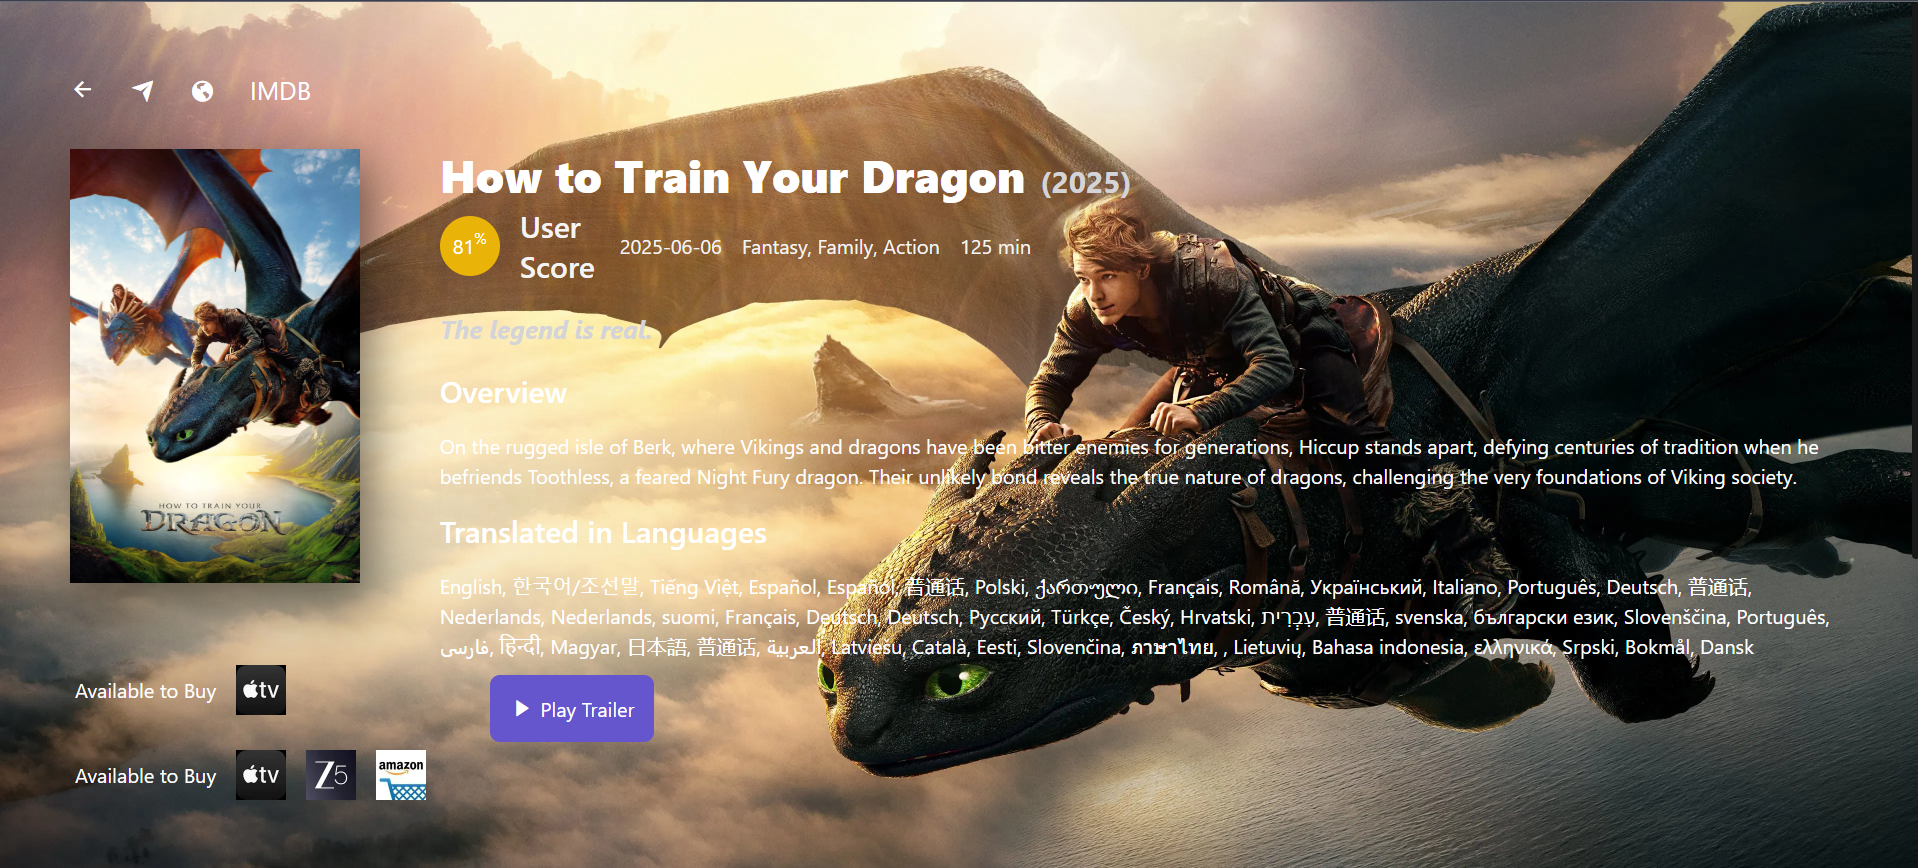 IMDB
How to Train Your Dragon (2025)
81%
User
Score
2025-06-06 Fantasy, Family, Action 125 min
The legend is real.
Overview
On the rugged isle of Berk, where Vikings and dragons have been bitter enemies for generations, Hiccup stands apart, defying centuries of tradition when he
befriends Toothless, a feared Night Fury dragon. Their unlikely bond reveals the true nature of dragons, challenging the very foundations of Viking society.
Translated in Languages
English, 한국어/조선말, Tiếng Việt, Español, Español, 普通话, Polski, ქართული, Français, Română, Український, Italiano, Português, Deutsch, 普通话,
Nederlands, Nederlands, suomi, Français, Deutsch, Deutsch, Pусский, Türkçe, Český, Hrvatski, עִבְרִית, 普通话, svenska, български език, Slovenščina, Português,
فارسی, हिन्दी, Magyar, 日本語, 普通话, العربية, Latviešu, Català, Eesti, Slovenčina, ภาษาไทย, , Lietuvių, Bahasa indonesia, ελληνικά, Srpski, Bokmål, Dansk
Play Trailer
HOW TO TRAIN YOUR
DRAGON
Available to Buy
tv
Available to Buy
tv
Z5
amazon